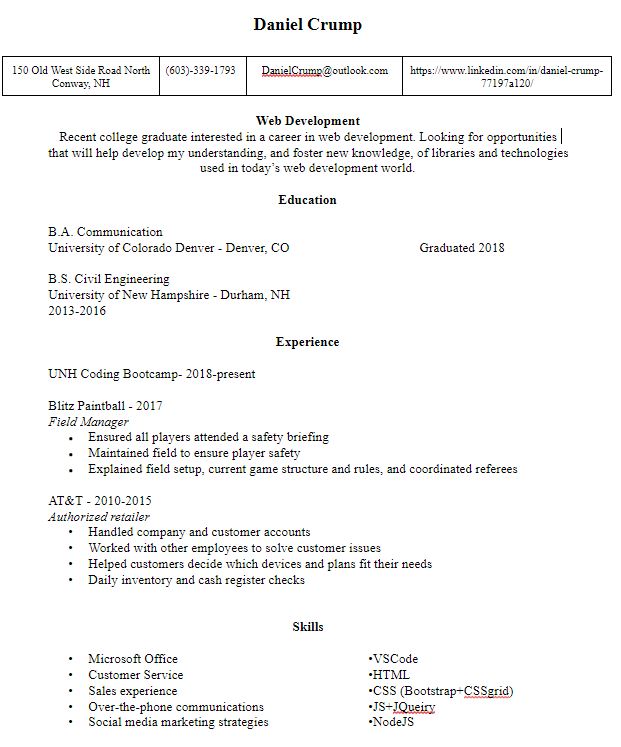 Daniel Crump
150 Old West Side Road North Conway, NH (603)-339-1793 DanielCrump@outlook.com https://www.linkedin.com/in/daniel-crump-77197a120/
Web Development
Recent college graduate interested in a career in web development. Looking for opportunities
that will help develop my understanding, and foster new knowledge, of libraries and technologies
used in today's web development world.
Education
B.A. Communication
University of Colorado Denver - Denver, CO Graduated 2018
B.S. Civil Engineering
University of New Hampshire - Durham, NH
2013-2016
Experience
UNH Coding Bootcamp- 2018-present
Blitz Paintball - 2017
Field Manager
• Ensured all players attended a safety briefing
• Maintained field to ensure player safety
• Explained field setup, current game structure and rules, and coordinated referees
AT&T - 2010-2015
Authorized retailer
• Handled company and customer accounts
• Worked with other employees to solve customer issues
• Helped customers decide which devices and plans fit their needs
• Daily inventory and cash register checks
Skills
• Microsoft Office •VSCode
• Customer Service •HTML
• Sales experience •CSS (Bootstrap+CSSgrid)
• Over-the-phone communications •JS+JQueiry
• Social media marketing strategies •NodeJS